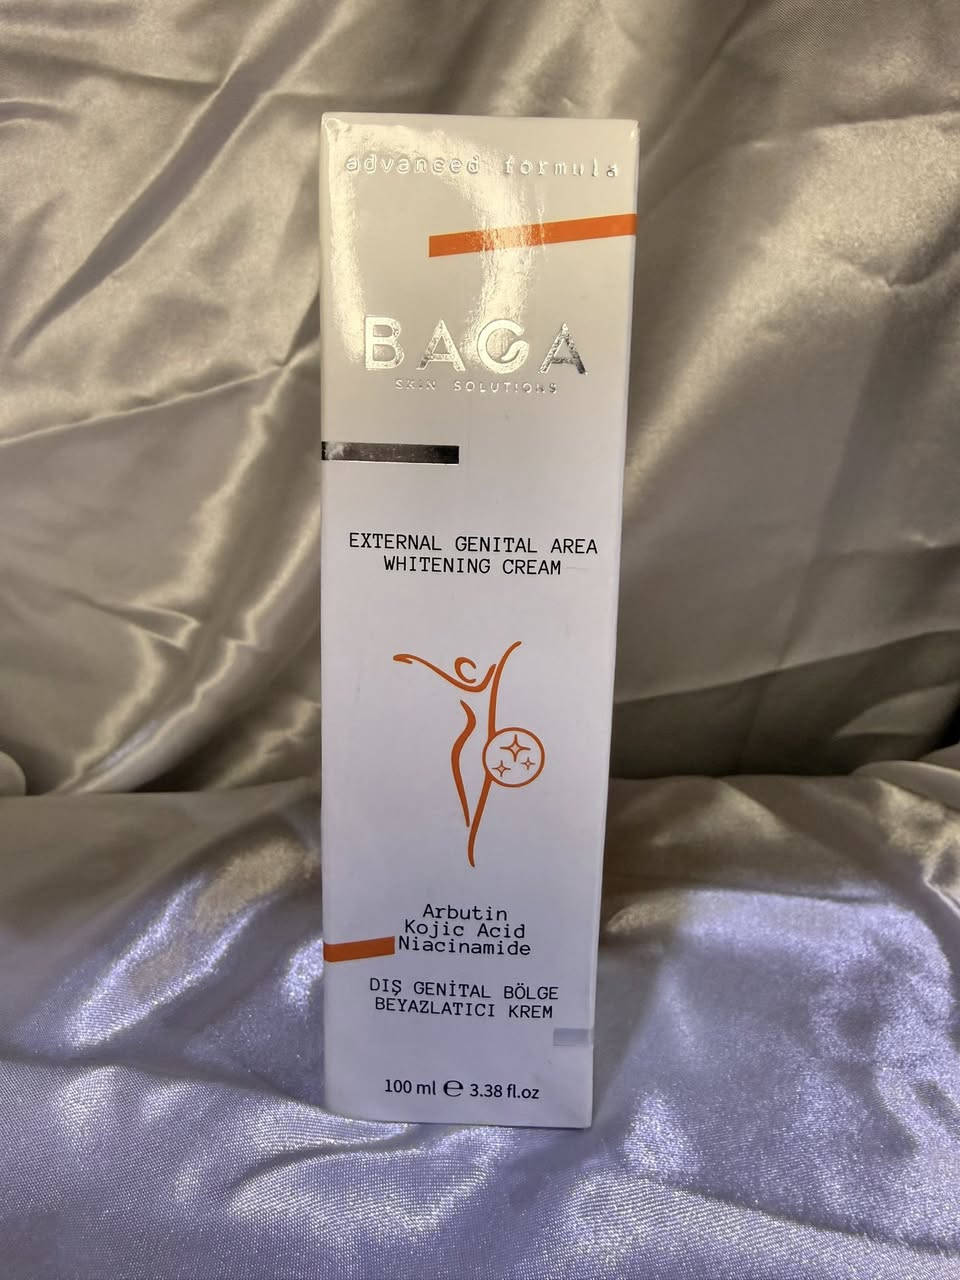 advanced formula
BAGA
SKIN SOLUTIONS
EXTERNAL GENITAL AREA
WHITENING CREAM
Arbutin
Kojic Acid
Niacinamide
DIŞ GENİTAL BÖLGE
BEYAZLATICI KREM
100 ml ℮ 3.38 fl.oz